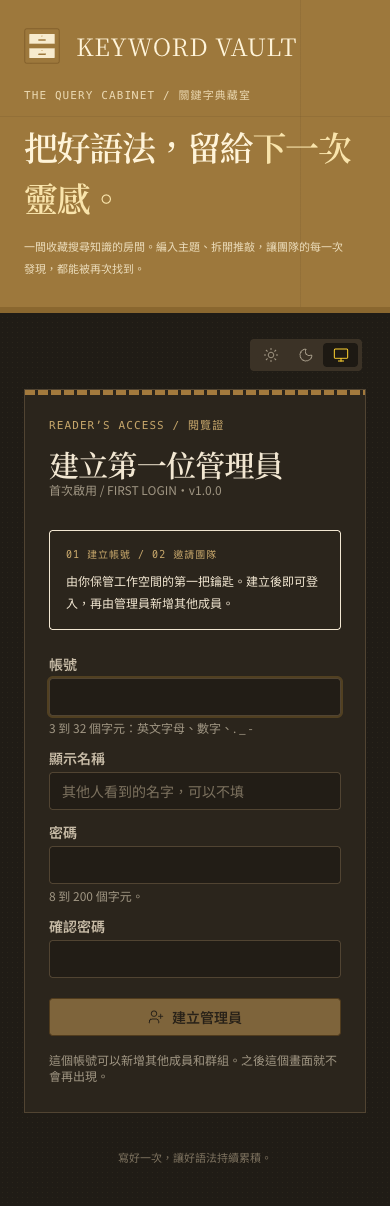 KEYWORD VAULT
THE QUERY CABINET / 關鍵字典藏室
把好語法，留給下一次
靈感。
一間收藏搜尋知識的房間。編入主題、拆開推敲，讓團隊的每一次
發現，都能被再次找到。
READER’S ACCESS / 閱覽證
建立第一位管理員
首次啟用 / FIRST LOGIN・v1.0.0
01 建立帳號 / 02 邀請團隊
由你保管工作空間的第一把鑰匙。建立後即可登
入，再由管理員新增其他成員。
帳號
3 到 32 個字元：英文字母、數字、. _ -
顯示名稱
其他人看到的名字，可以不填
密碼
8 到 200 個字元。
確認密碼
建立管理員
這個帳號可以新增其他成員和群組。之後這個畫面就不
會再出現。
寫好一次，讓好語法持續累積。